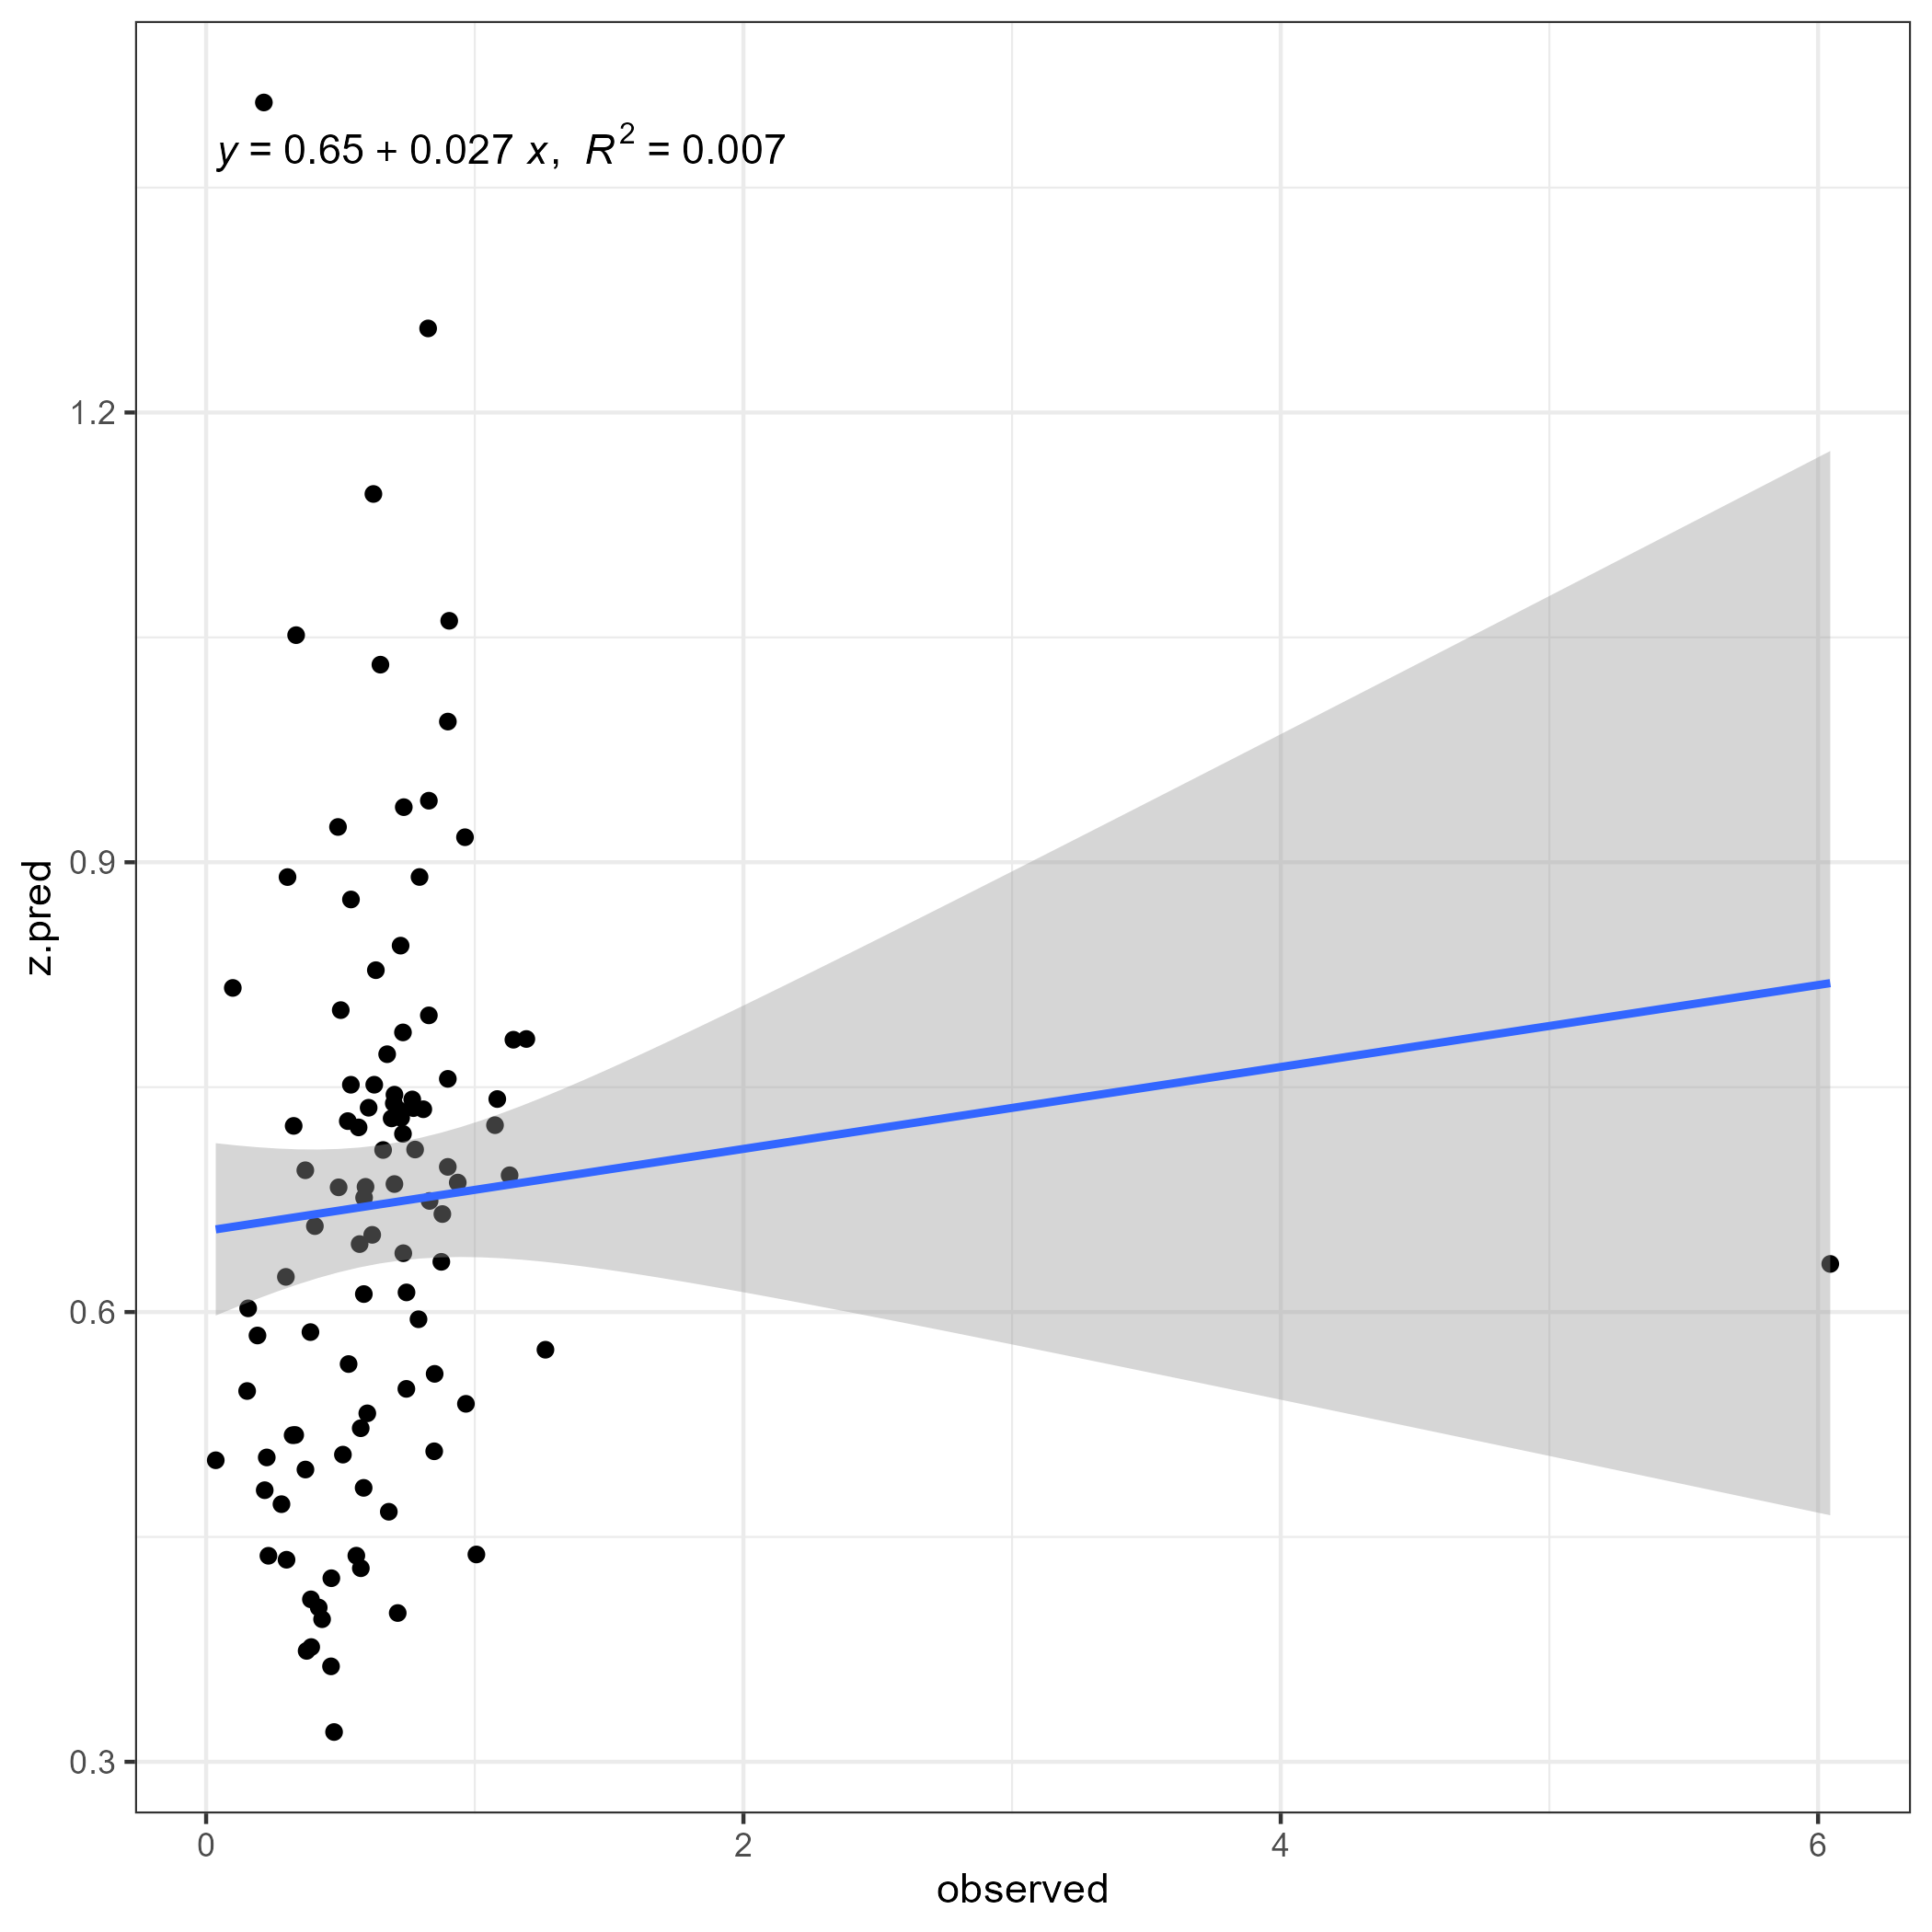 y = 0.65 + 0.027 x, R² = 0.007
1.2
0.9
0.6
0.3
z.pred
0 2 4 6
observed